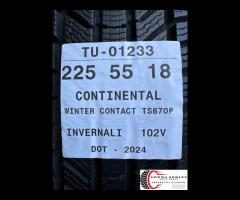 TU-01233
225 55 18
CONTINENTAL
WINTER CONTACT TS870P
INVERNALI 102V
DOT - 2024